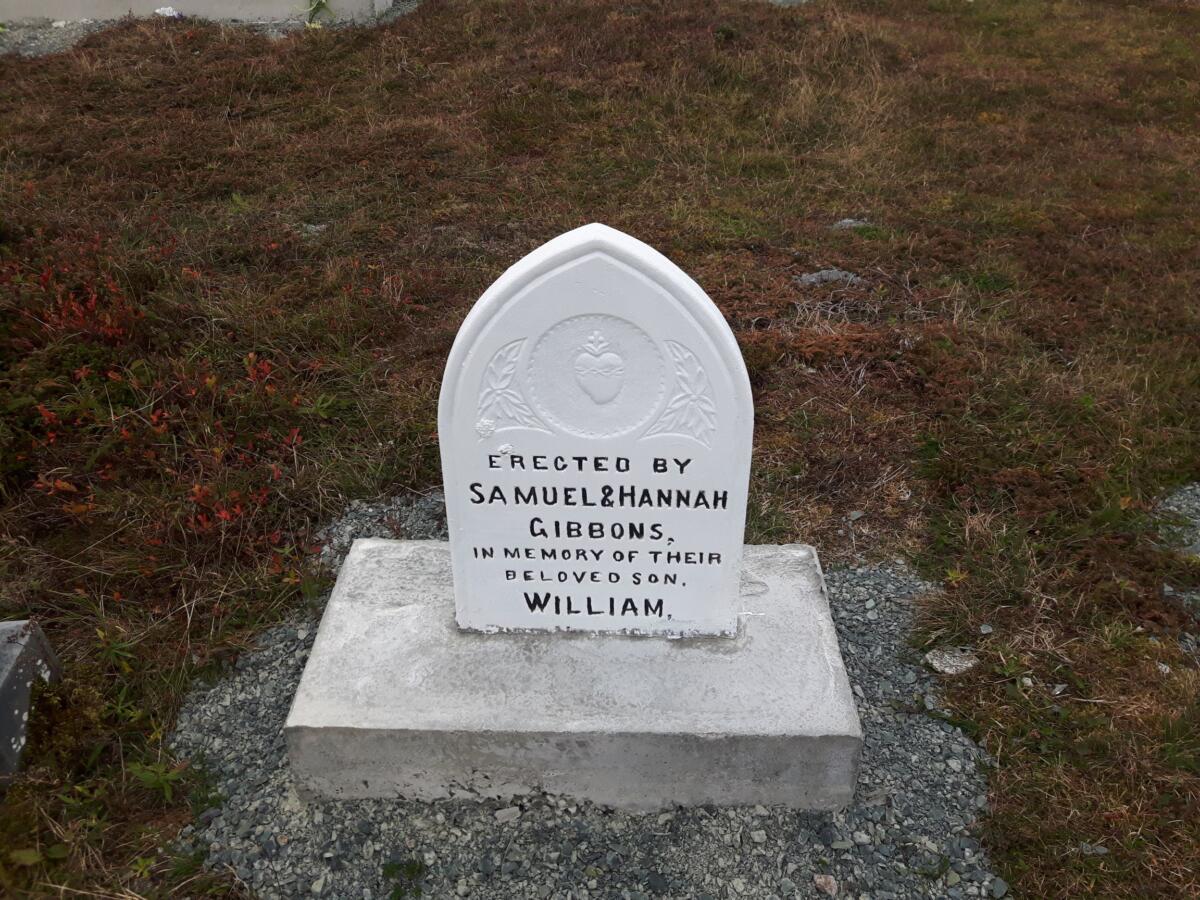 ERECTED BY
SAMUEL & HANNAH
GIBBONS,
IN MEMORY OF THEIR
BELOVED SON,
WILLIAM,